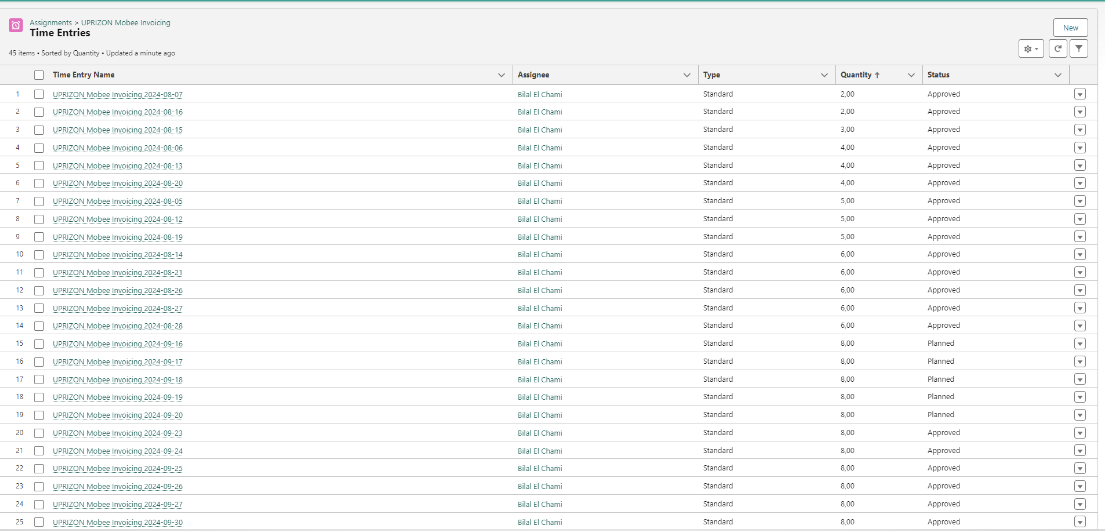 Assignments > UPRIZON Mobee Invoicing
Time Entries
New
45 items • Sorted by Quantity • Updated a minute ago
Time Entry Name Assignee Type Quantity ↑ Status
1 UPRIZON Mobee Invoicing 2024-08-07 Bilal El Chami Standard 2,00 Approved
2 UPRIZON Mobee Invoicing 2024-08-16 Bilal El Chami Standard 2,00 Approved
3 UPRIZON Mobee Invoicing 2024-08-15 Bilal El Chami Standard 3,00 Approved
4 UPRIZON Mobee Invoicing 2024-08-06 Bilal El Chami Standard 4,00 Approved
5 UPRIZON Mobee Invoicing 2024-08-13 Bilal El Chami Standard 4,00 Approved
6 UPRIZON Mobee Invoicing 2024-08-20 Bilal El Chami Standard 4,00 Approved
7 UPRIZON Mobee Invoicing 2024-08-05 Bilal El Chami Standard 5,00 Approved
8 UPRIZON Mobee Invoicing 2024-08-12 Bilal El Chami Standard 5,00 Approved
9 UPRIZON Mobee Invoicing 2024-08-19 Bilal El Chami Standard 5,00 Approved
10 UPRIZON Mobee Invoicing 2024-08-14 Bilal El Chami Standard 6,00 Approved
11 UPRIZON Mobee Invoicing 2024-08-21 Bilal El Chami Standard 6,00 Approved
12 UPRIZON Mobee Invoicing 2024-08-26 Bilal El Chami Standard 6,00 Approved
13 UPRIZON Mobee Invoicing 2024-08-27 Bilal El Chami Standard 6,00 Approved
14 UPRIZON Mobee Invoicing 2024-08-28 Bilal El Chami Standard 6,00 Approved
15 UPRIZON Mobee Invoicing 2024-09-16 Bilal El Chami Standard 8,00 Planned
16 UPRIZON Mobee Invoicing 2024-09-17 Bilal El Chami Standard 8,00 Planned
17 UPRIZON Mobee Invoicing 2024-09-18 Bilal El Chami Standard 8,00 Planned
18 UPRIZON Mobee Invoicing 2024-09-19 Bilal El Chami Standard 8,00 Planned
19 UPRIZON Mobee Invoicing 2024-09-20 Bilal El Chami Standard 8,00 Planned
20 UPRIZON Mobee Invoicing 2024-09-23 Bilal El Chami Standard 8,00 Approved
21 UPRIZON Mobee Invoicing 2024-09-24 Bilal El Chami Standard 8,00 Approved
22 UPRIZON Mobee Invoicing 2024-09-25 Bilal El Chami Standard 8,00 Approved
23 UPRIZON Mobee Invoicing 2024-09-26 Bilal El Chami Standard 8,00 Approved
24 UPRIZON Mobee Invoicing 2024-09-27 Bilal El Chami Standard 8,00 Approved
25 UPRIZON Mobee Invoicing 2024-09-30 Bilal El Chami Standard 8,00 Approved